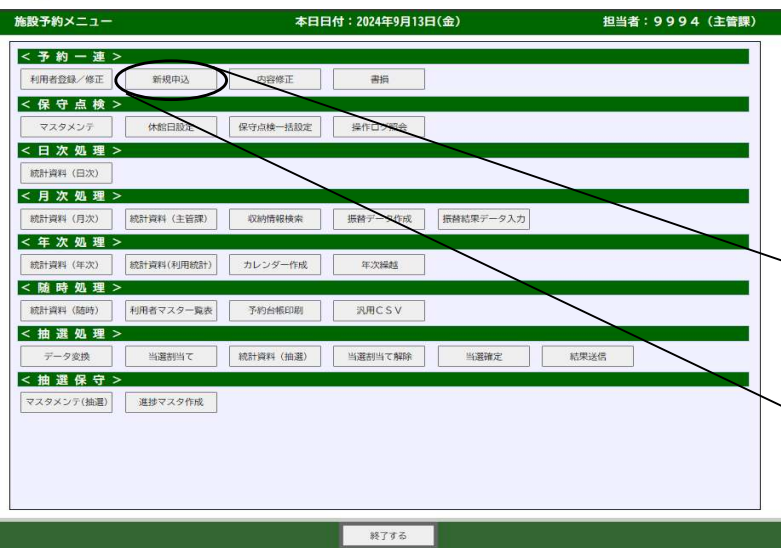 施設予約メニュー 本日日付：2024年9月13日(金) 担当者：９９９４（主管課）
＜予約一連＞
利用者登録／修正 新規申込 内容修正 書損
＜保守点検＞
マスタメンテ 休館日設定 保守点検一括設定 操作ログ照会
＜日次処理＞
統計資料（日次）
＜月次処理＞
統計資料（月次） 統計資料（主管課） 収納情報検索 振替データ作成 振替結果データ入力
＜年次処理＞
統計資料（年次） 統計資料(利用統計) カレンダー作成 年次繰越
＜随時処理＞
統計資料（随時） 利用者マスタ一覧表 予約台帳印刷 汎用ＣＳＶ
＜抽選処理＞
データ変換 当選割当て 統計資料（抽選） 当選割当て解除 当選確定 結果送信
＜抽選保守＞
マスタメンテ(抽選) 進捗マスタ作成
終了する